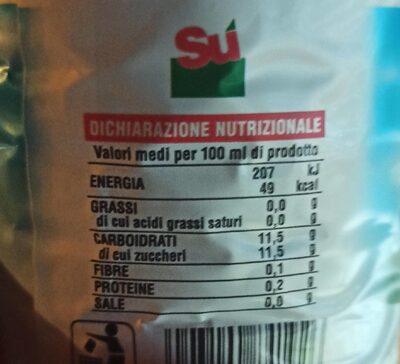 Sú
DICHIARAZIONE NUTRIZIONALE
Valori medi per 100 ml di prodotto
ENERGIA 207 kJ
49 kcal
GRASSI 0,0 g
di cui acidi grassi saturi 0,0 g
CARBOIDRATI 11,5 g
di cui zuccheri 11,5 g
FIBRE 0,1 g
PROTEINE 0,2 g
SALE 0,0 g